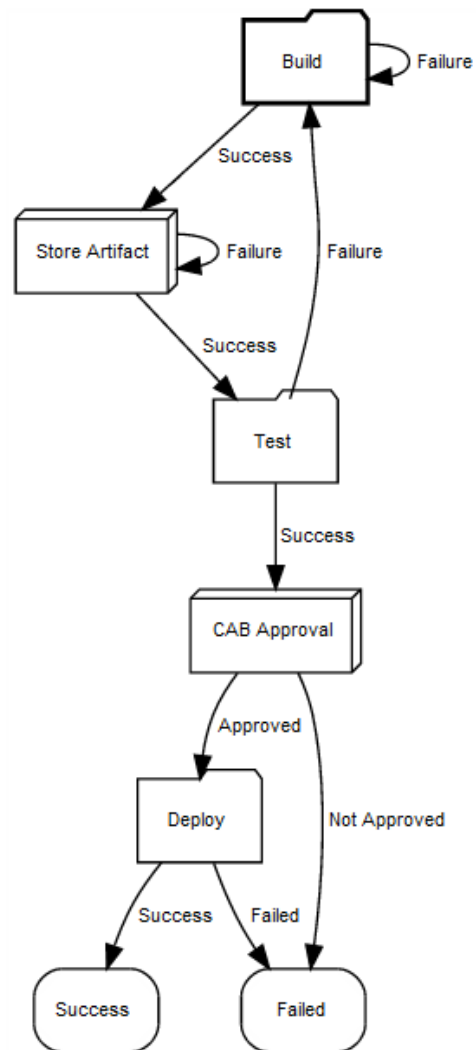 Build
Failure
Success
Store Artifact
Failure
Failure
Success
Test
Success
CAB Approval
Approved
Not Approved
Deploy
Success
Failed
Success
Failed